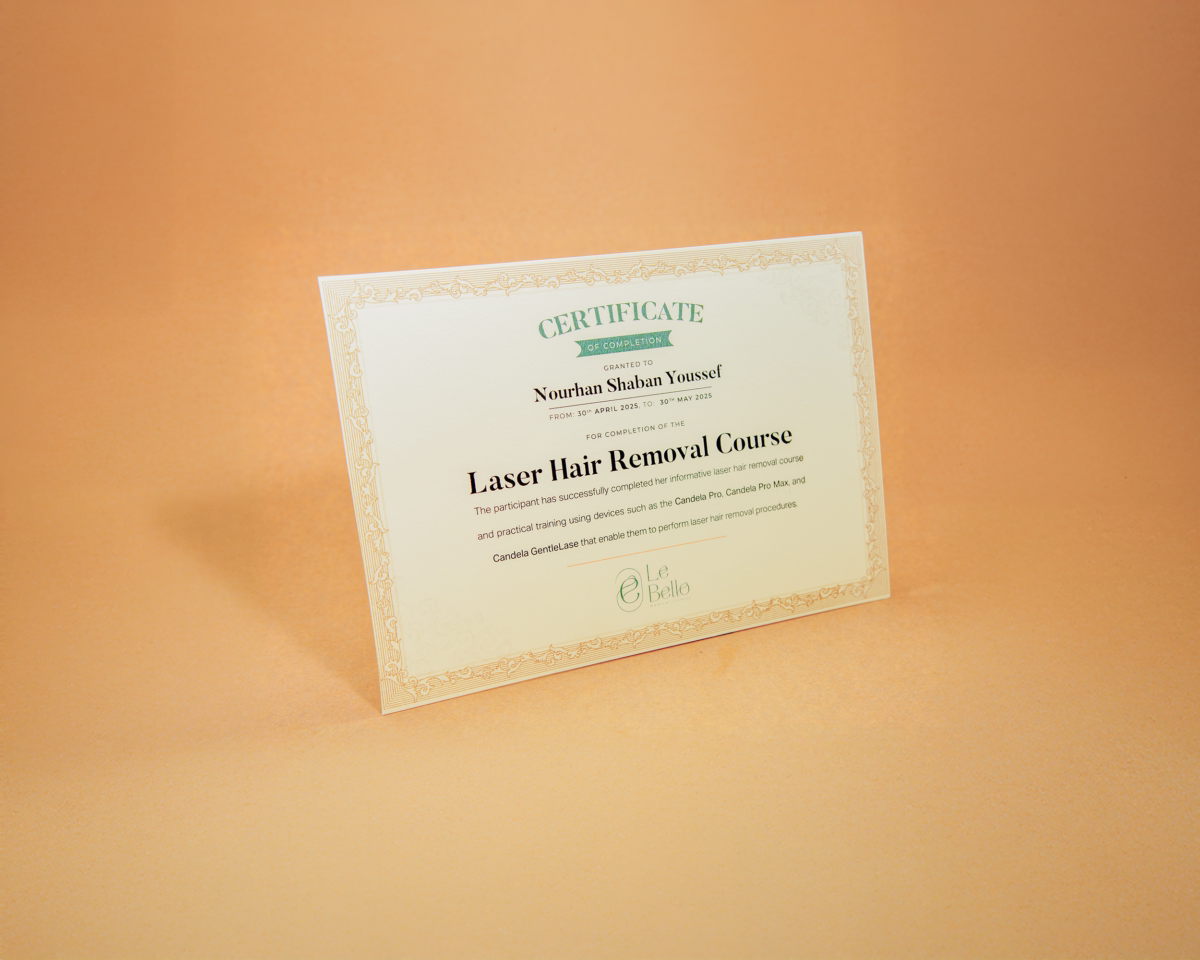 CERTIFICATE
OF COMPLETION
GRANTED TO
Nourhan Shaban Youssef
FROM: 30TH APRIL 2025, TO: 30TH MAY 2025
FOR COMPLETION OF THE
Laser Hair Removal Course
The participant has successfully completed her informative laser hair removal course
and practical training using devices such as the Candela Pro, Candela Pro Max, and
Candela GentleLase that enable them to perform laser hair removal procedures.
Le
Bello